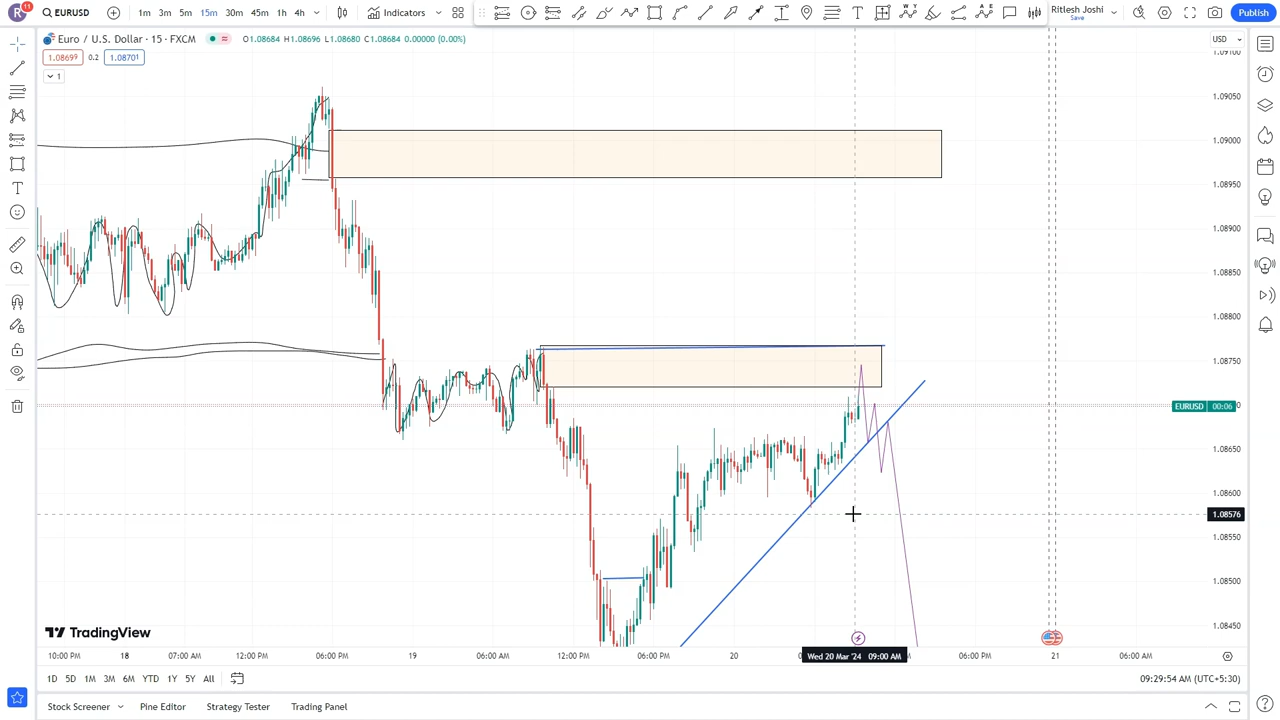 R 11 EURUSD 1m 3m 5m 15m 30m 45m 1h 4h Indicators Ritlesh Joshi Save Publish
Euro / U.S. Dollar · 15 · FXCM O1.08684 H1.08696 L1.08680 C1.08684 0.00000 (0.00%) USD
1.08699 0.2 1.08701
1
1.09100
1.09050
1.09000
1.08950
1.08900
1.08850
1.08800
1.08750
EURUSD 00:06
1.08650
1.08600
1.08576
1.08550
1.08500
1.08450
TradingView
10:00 PM 18 07:00 AM 12:00 PM 06:00 PM 19 06:00 AM 12:00 PM 06:00 PM 20 Wed 20 Mar '24 09:00 AM 06:00 PM 21 06:00 AM
1D 5D 1M 3M 6M YTD 1Y 5Y All 09:29:54 AM (UTC+5:30)
Stock Screener Pine Editor Strategy Tester Trading Panel